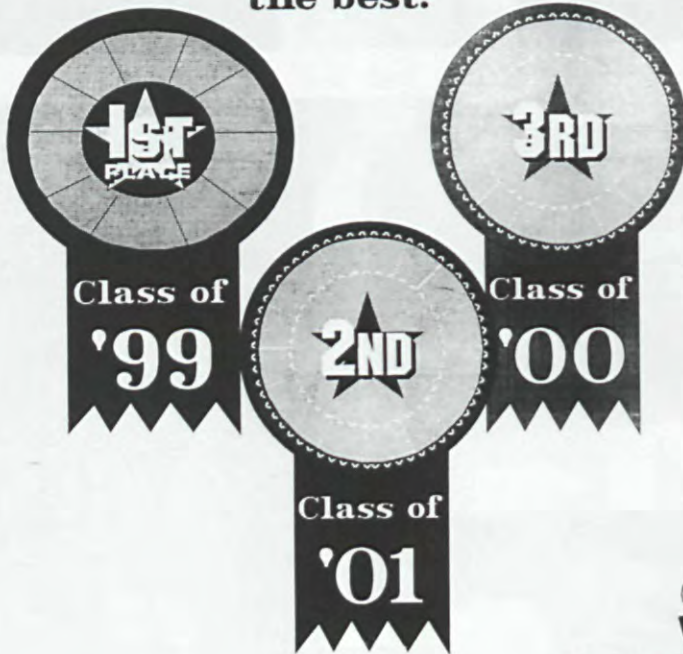 the best.
1ST
PLACE
Class of
'99
2ND
Class of
'01
3RD
Class of
'00